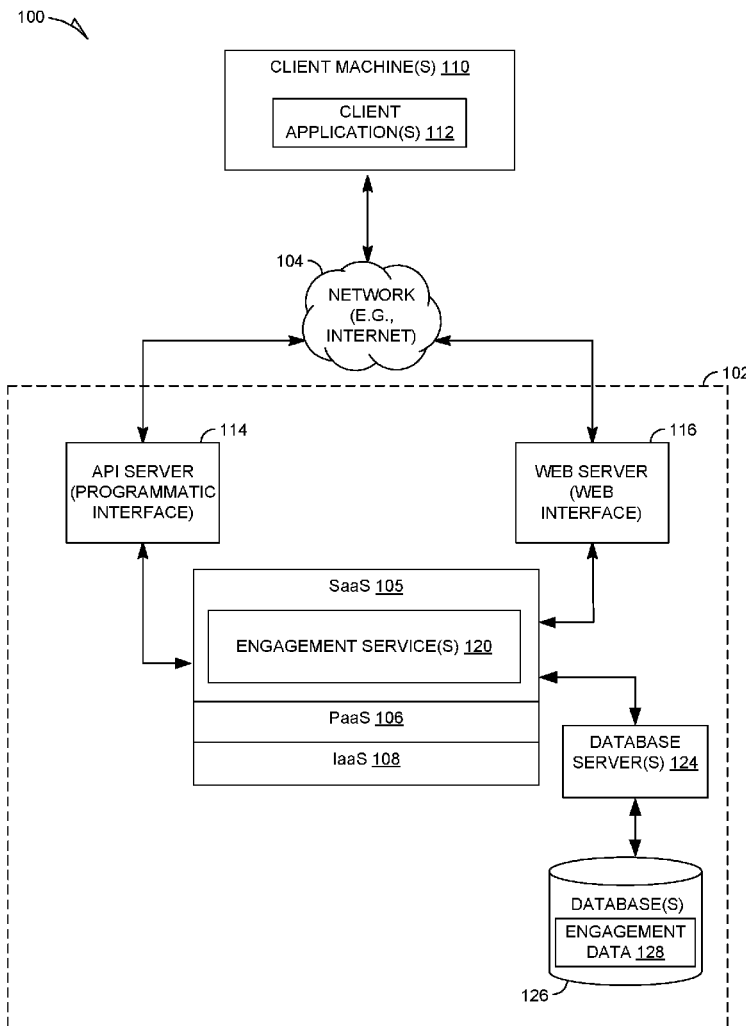 100
CLIENT MACHINE(S) 110
CLIENT
APPLICATION(S) 112
104
NETWORK
(E.G.,
INTERNET)
102
114
API SERVER
(PROGRAMMATIC
INTERFACE)
116
WEB SERVER
(WEB
INTERFACE)
SaaS 105
ENGAGEMENT SERVICE(S) 120
PaaS 106
IaaS 108
DATABASE
SERVER(S) 124
DATABASE(S)
ENGAGEMENT
DATA 128
126